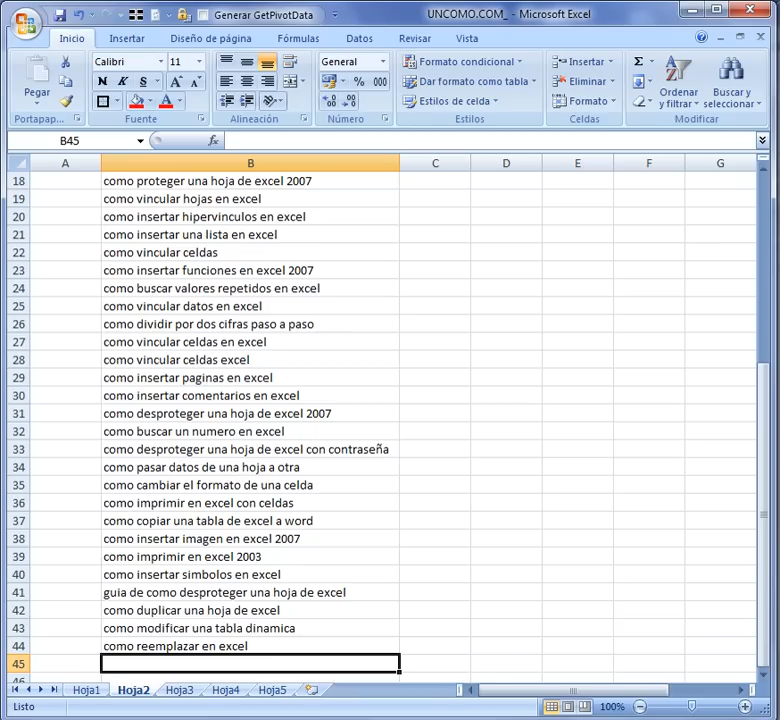 Generar GetPivotData
UNCOMO.COM_ - Microsoft Excel
Inicio Insertar Diseño de página Fórmulas Datos Revisar Vista
Calibri 11 General Formato condicional Insertar Σ
N K S A A % 000 Dar formato como tabla Eliminar
Pegar A Estilos de celda Formato Ordenar y filtrar Buscar y seleccionar
Portapap... Fuente Alineación Número Estilos Celdas Modificar
B45 fx
A B C D E F G
18 como proteger una hoja de excel 2007
19 como vincular hojas en excel
20 como insertar hipervinculos en excel
21 como insertar una lista en excel
22 como vincular celdas
23 como insertar funciones en excel 2007
24 como buscar valores repetidos en excel
25 como vincular datos en excel
26 como dividir por dos cifras paso a paso
27 como vincular celdas en excel
28 como vincular celdas excel
29 como insertar paginas en excel
30 como insertar comentarios en excel
31 como desproteger una hoja de excel 2007
32 como buscar un numero en excel
33 como desproteger una hoja de excel con contraseña
34 como pasar datos de una hoja a otra
35 como cambiar el formato de una celda
36 como imprimir en excel con celdas
37 como copiar una tabla de excel a word
38 como insertar imagen en excel 2007
39 como imprimir en excel 2003
40 como insertar simbolos en excel
41 guia de como desproteger una hoja de excel
42 como duplicar una hoja de excel
43 como modificar una tabla dinamica
44 como reemplazar en excel
45
46
Hoja1 Hoja2 Hoja3 Hoja4 Hoja5
Listo 100%